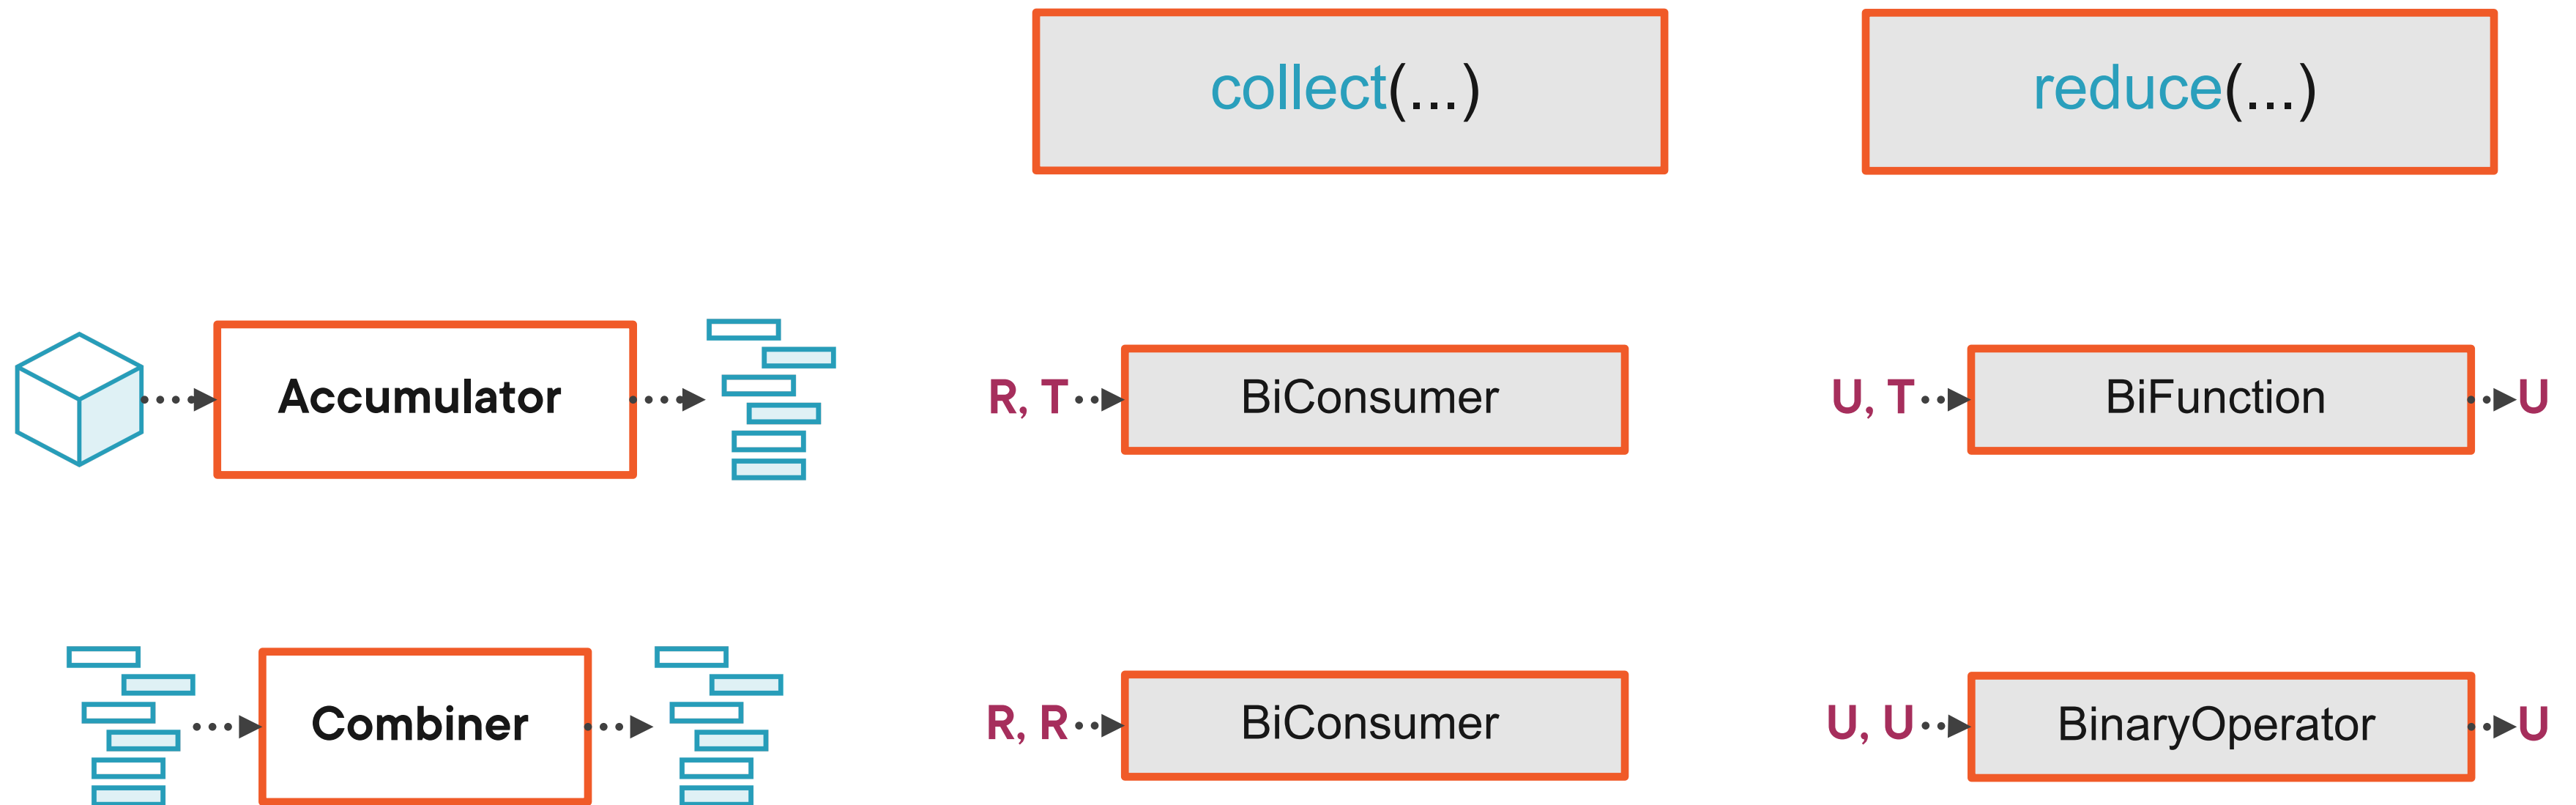 collect(...)
reduce(...)
Accumulator
R, T
BiConsumer
U, T
BiFunction
U
Combiner
R, R
BiConsumer
U, U
BinaryOperator
U